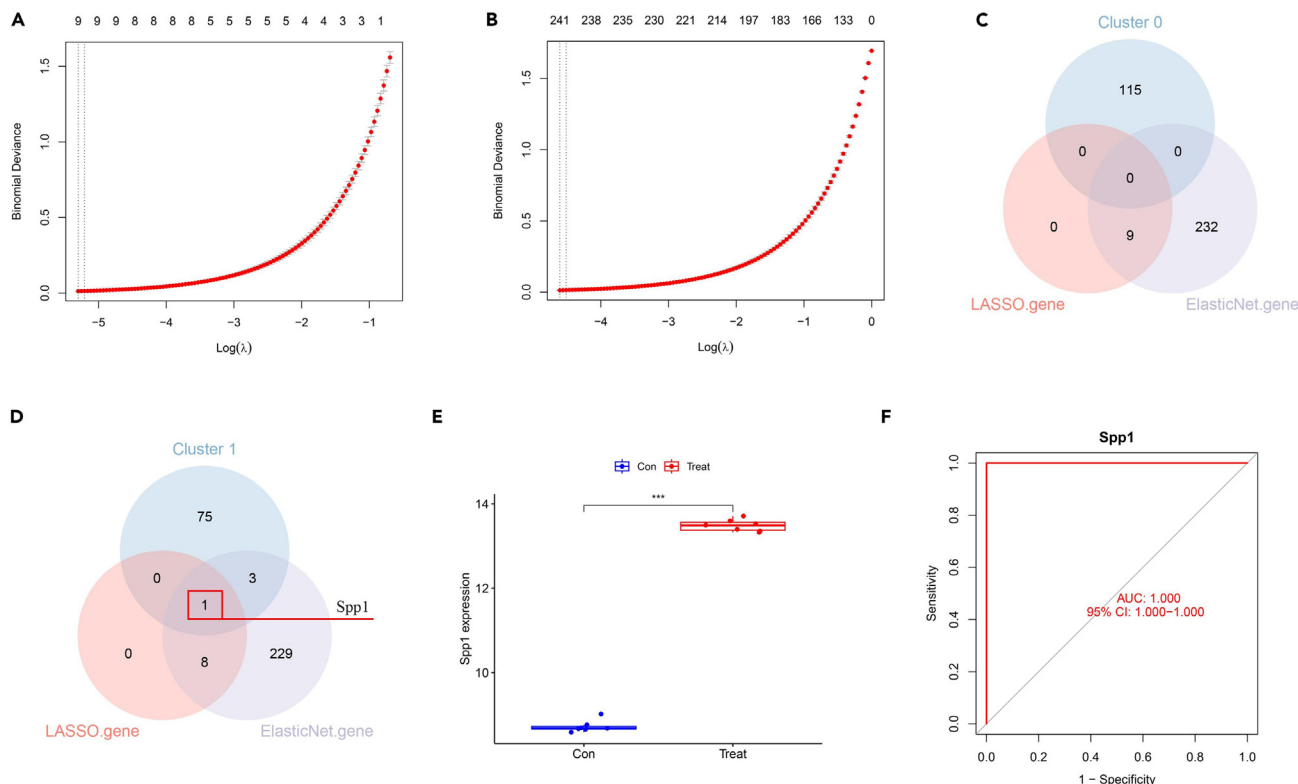 A
9 9 9 8 8 8 5 5 5 4 4 3 3 1
Binomial Deviance
1.5
1.0
0.5
0.0
−5 −4 −3 −2 −1
Log(λ)
B
241 238 235 230 221 214 197 183 166 133 0
Binomial Deviance
1.5
1.0
0.5
0.0
−4 −3 −2 −1 0
Log(λ)
C
Cluster 0
115
0 0
0
0 9 232
LASSO.gene ElasticNet.gene
D
Cluster 1
75
0 3
1 Spp1
0 8 229
LASSO.gene ElasticNet.gene
E
Con Treat
***
Spp1 expression
14
12
10
Con Treat
F
Spp1
Sensitivity
1.0
0.8
0.6
0.4
0.2
0.0
AUC: 1.000
95% CI: 1.000−1.000
0.0 0.2 0.4 0.6 0.8 1.0
1 − Specificity